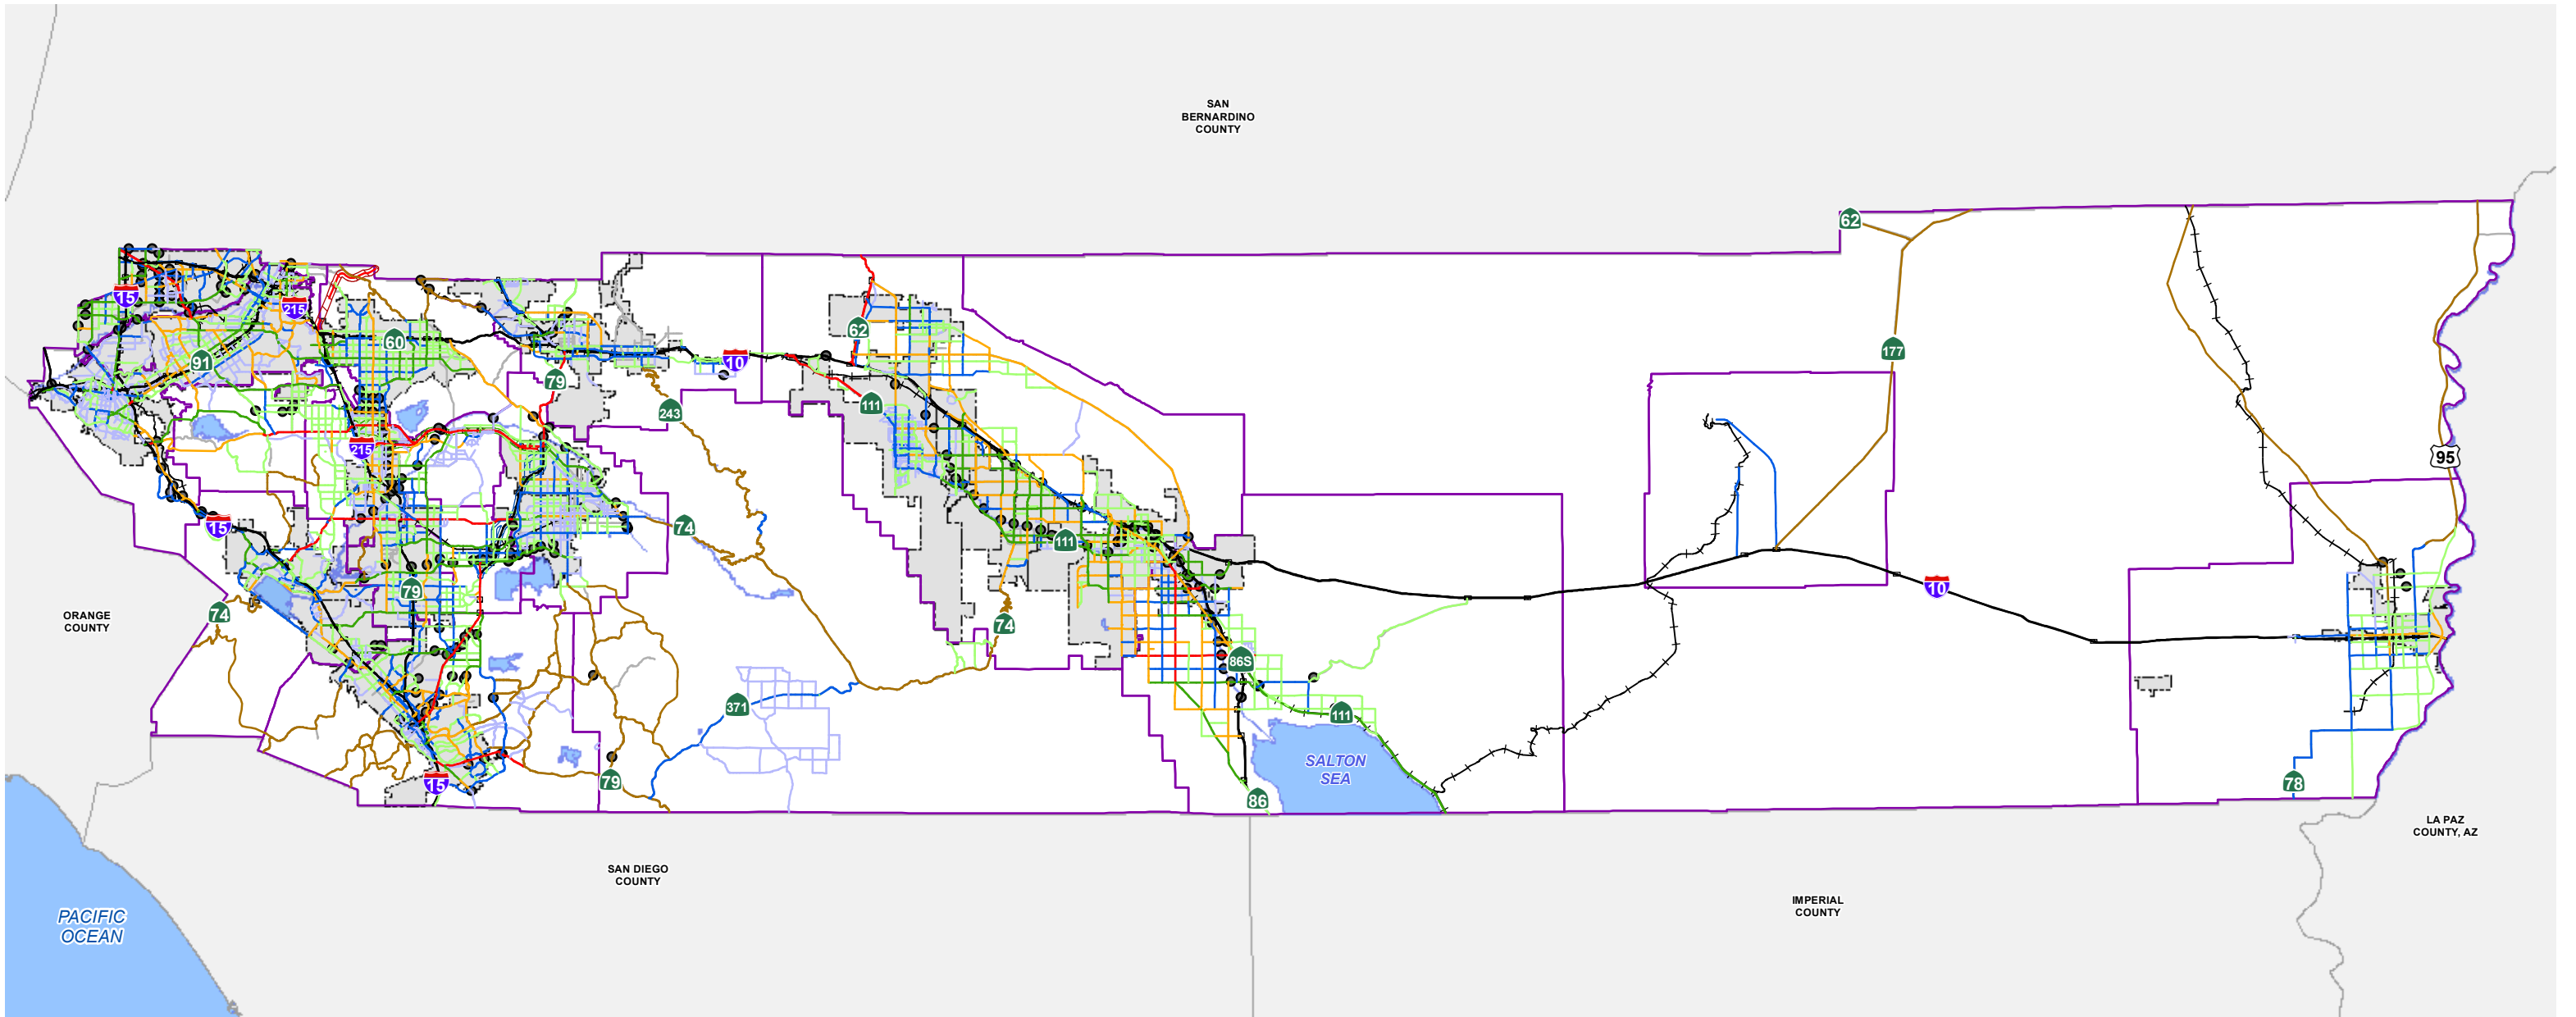 SAN
BERNARDINO
COUNTY
62
15
215
62
177
60
91
10
79
111
243
215
95
15
74
111
79
10
74
ORANGE
COUNTY
74
86S
371
111
SALTON
SEA
79
15
86
78
LA PAZ
COUNTY, AZ
SAN DIEGO
COUNTY
IMPERIAL
COUNTY
PACIFIC
OCEAN